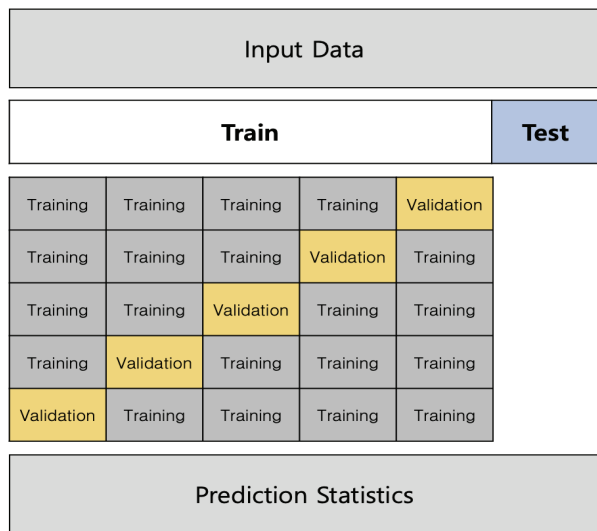 Input Data
Train Test
Training Training Training Training Validation
Training Training Training Validation Training
Training Training Validation Training Training
Training Validation Training Training Training
Validation Training Training Training Training
Prediction Statistics